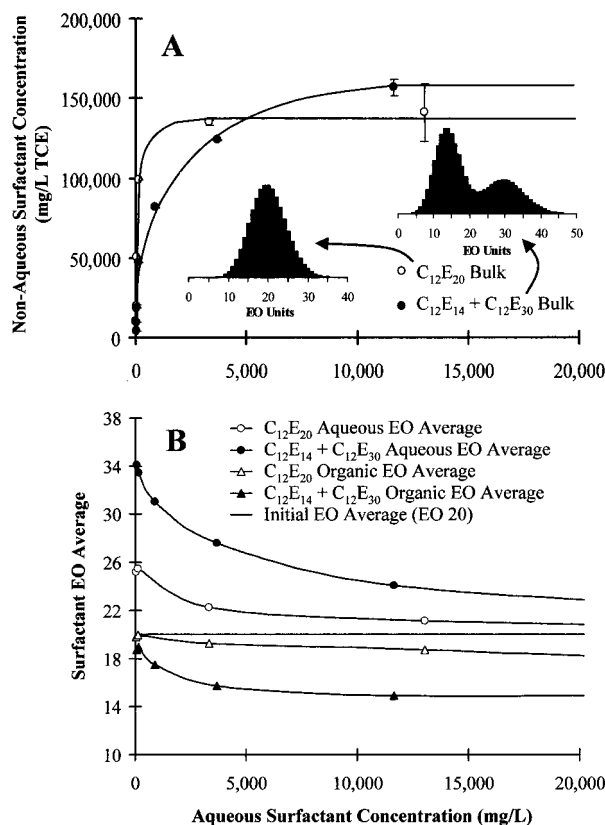 A
Non-Aqueous Surfactant Concentration
(mg/L TCE)
200,000
150,000
100,000
50,000
0
0 5,000 10,000 15,000 20,000
0 10 20 30 40
EO Units
0 10 20 30 40 50
EO Units
C₁₂E₂₀ Bulk
C₁₂E₁₄ + C₁₂E₃₀ Bulk
B
Surfactant EO Average
38
34
30
26
22
18
14
10
C₁₂E₂₀ Aqueous EO Average
C₁₂E₁₄ + C₁₂E₃₀ Aqueous EO Average
C₁₂E₂₀ Organic EO Average
C₁₂E₁₄ + C₁₂E₃₀ Organic EO Average
Initial EO Average (EO 20)
0 5,000 10,000 15,000 20,000
Aqueous Surfactant Concentration (mg/L)